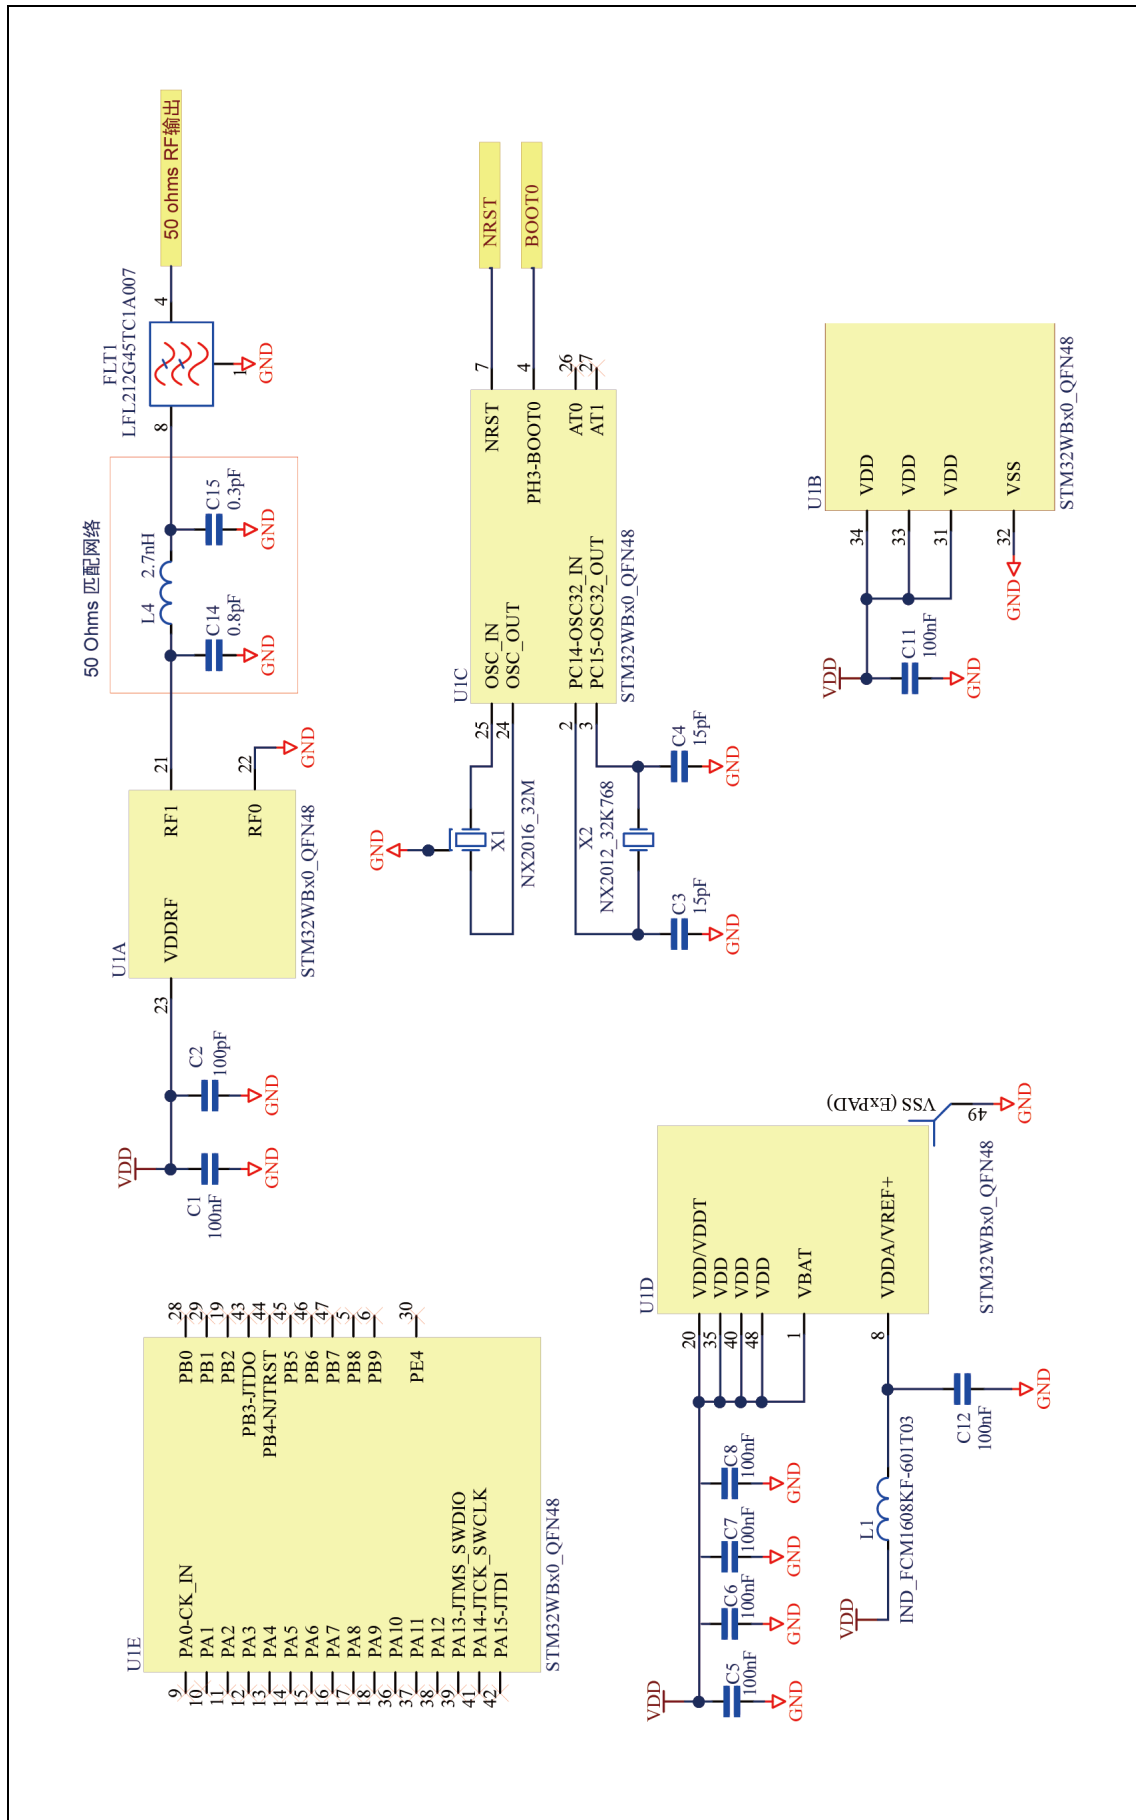 U1E
9
10
11
12
13
14
15
16
17
18
36
37
38
39
41
42
PA0-CK_IN
PA1
PA2
PA3
PA4
PA5
PA6
PA7
PA8
PA9
PA10
PA11
PA12
PA13-JTMS_SWDIO
PA14-JTCK_SWCLK
PA15-JTDI
PB0
PB1
PB2
PB3-JTDO
PB4-NJTRST
PB5
PB6
PB7
PB8
PB9
PE4
28
29
19
43
44
45
46
47
5
6
30
STM32WBx0_QFN48
VDD
C1
100nF
GND
C2
100pF
GND
23
U1A
VDDRF
RF1
RF0
21
22
GND
STM32WBx0_QFN48
50 Ohms 匹配网络
L4
2.7nH
C14
0.8pF
GND
C15
0.3pF
GND
FLT1
LFL212G45TC1A007
8
4
1
GND
50 ohms RF输出
GND
X1
NX2016_32M
X2
NX2012_32K768
C3
15pF
GND
C4
15pF
GND
25
24
2
3
U1C
OSC_IN
OSC_OUT
PC14-OSC32_IN
PC15-OSC32_OUT
NRST
PH3-BOOT0
AT0
AT1
7
4
26
27
STM32WBx0_QFN48
NRST
BOOT0
VDD
C5
100nF
GND
C6
100nF
GND
C7
100nF
GND
C8
100nF
GND
20
35
40
48
1
8
U1D
VDD/VDDT
VDD
VDD
VDD
VBAT
VDDA/VREF+
VSS (ExPAD)
49
GND
STM32WBx0_QFN48
VDD
L1
IND_FCM1608KF-601T03
C12
100nF
GND
VDD
C11
100nF
GND
34
33
31
32
GND
U1B
VDD
VDD
VDD
VSS
STM32WBx0_QFN48